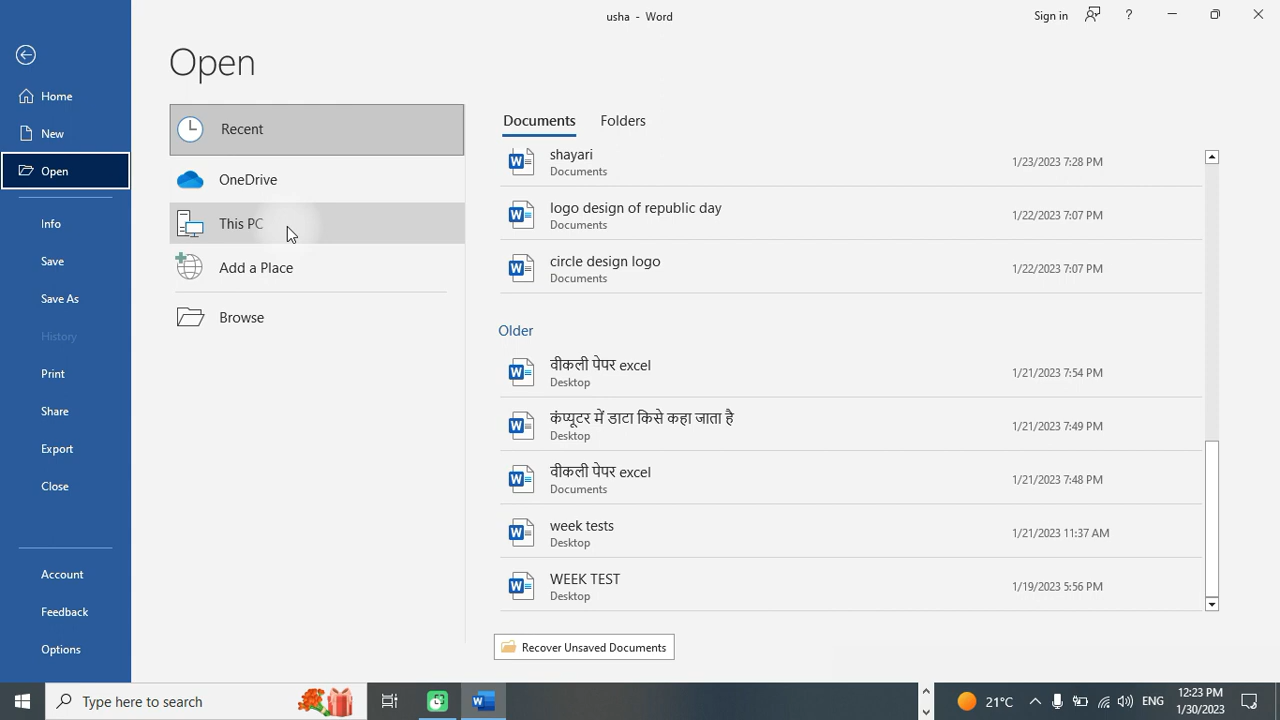 usha - Word
Sign in
?
Open
Home
New
Open
Info
Save
Save As
History
Print
Share
Export
Close
Account
Feedback
Options
Recent
OneDrive
This PC
Add a Place
Browse
Documents Folders
shayari 1/23/2023 7:28 PM
Documents
logo design of republic day 1/22/2023 7:07 PM
Documents
circle design logo 1/22/2023 7:07 PM
Documents
Older
वीकली पेपर excel 1/21/2023 7:54 PM
Desktop
कंप्यूटर में डाटा किसे कहा जाता है 1/21/2023 7:49 PM
Desktop
वीकली पेपर excel 1/21/2023 7:48 PM
Documents
week tests 1/21/2023 11:37 AM
Desktop
WEEK TEST 1/19/2023 5:56 PM
Desktop
Recover Unsaved Documents
Type here to search
21°C
ENG
12:23 PM
1/30/2023